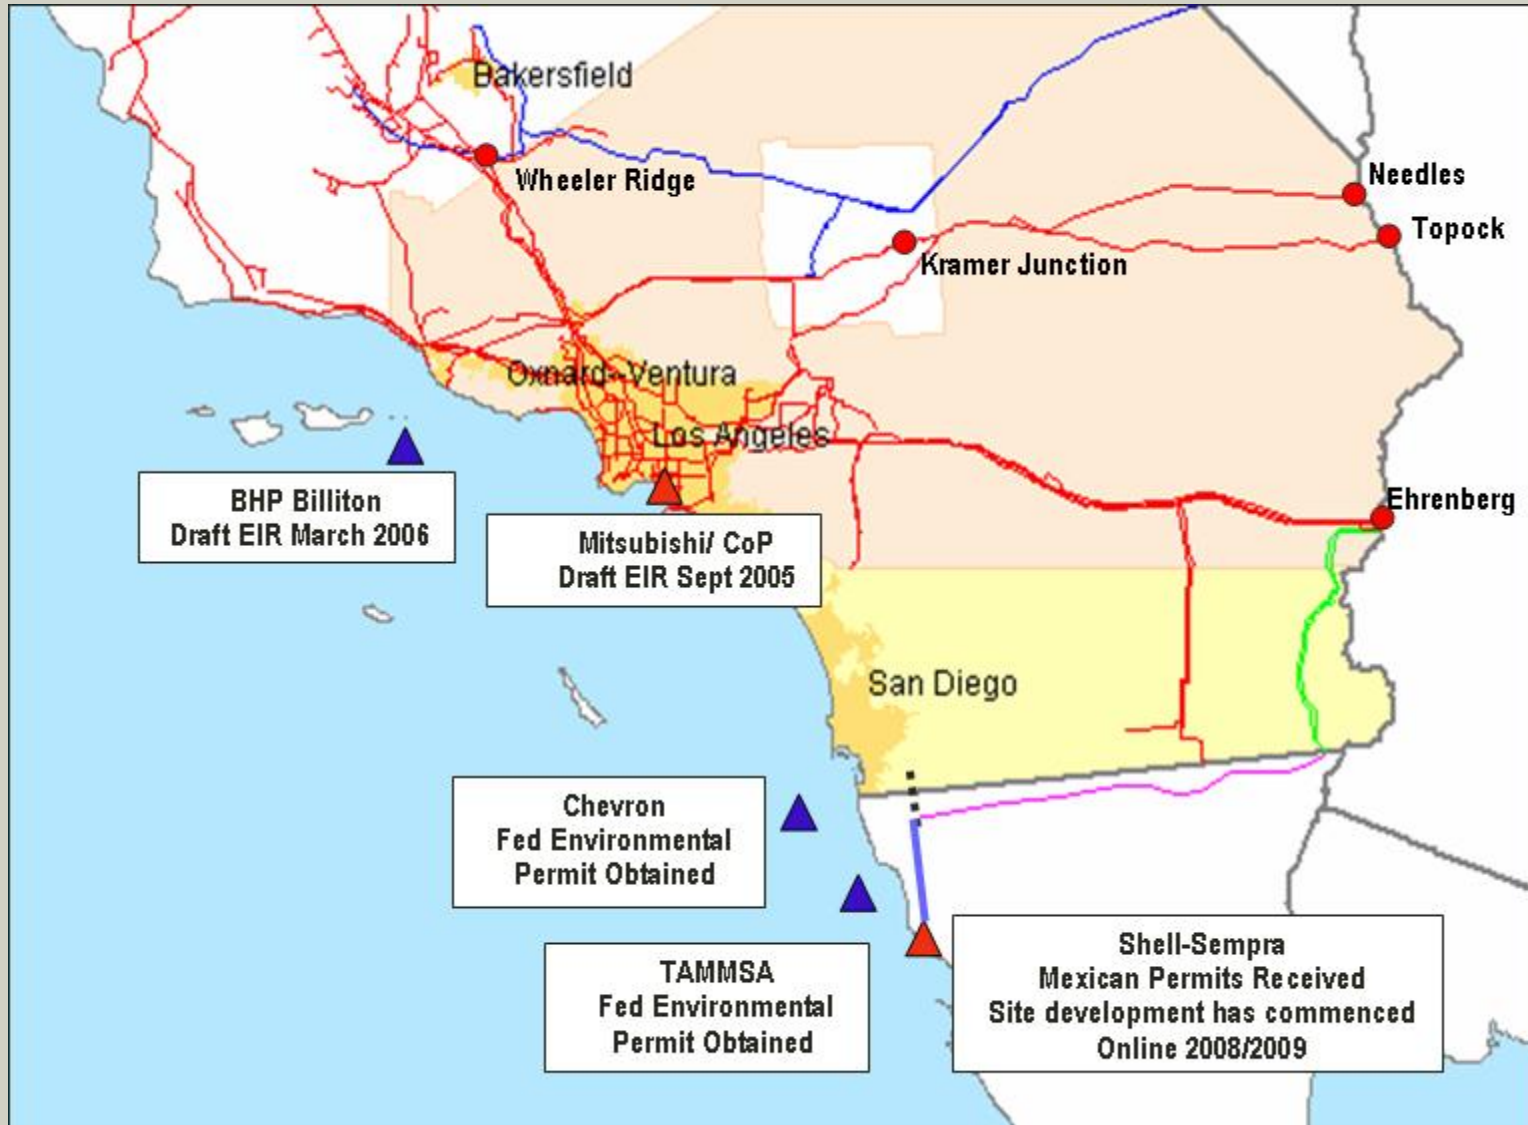 Bakersfield
Wheeler Ridge
Needles
Topock
Kramer Junction
Oxnard--Ventura
Los Angeles
BHP Billiton
Draft EIR March 2006
Mitsubishi/ CoP
Draft EIR Sept 2005
Ehrenberg
San Diego
Chevron
Fed Environmental
Permit Obtained
TAMMSA
Fed Environmental
Permit Obtained
Shell-Sempra
Mexican Permits Received
Site development has commenced
Online 2008/2009